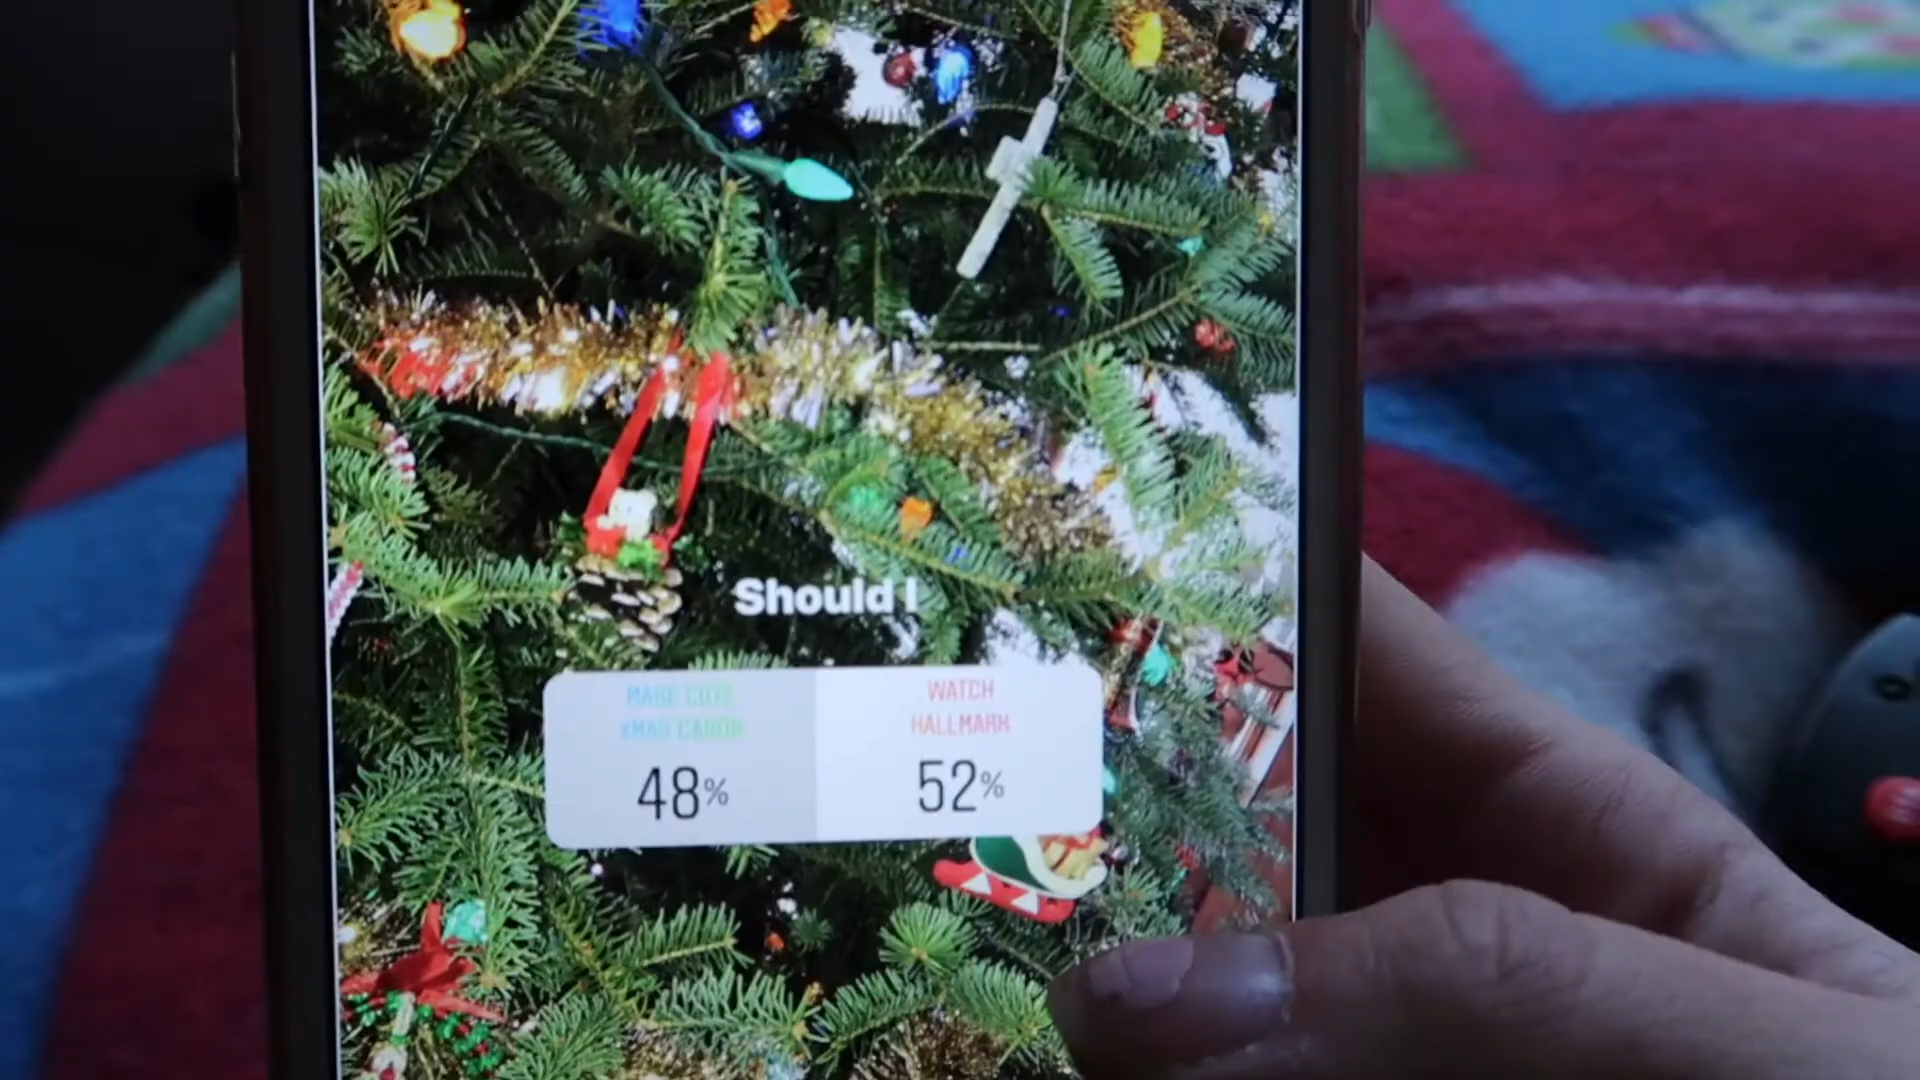 Should I
MAKE CUTE
WATCH
XMAS CARDS
HALLMARK
48%
52%